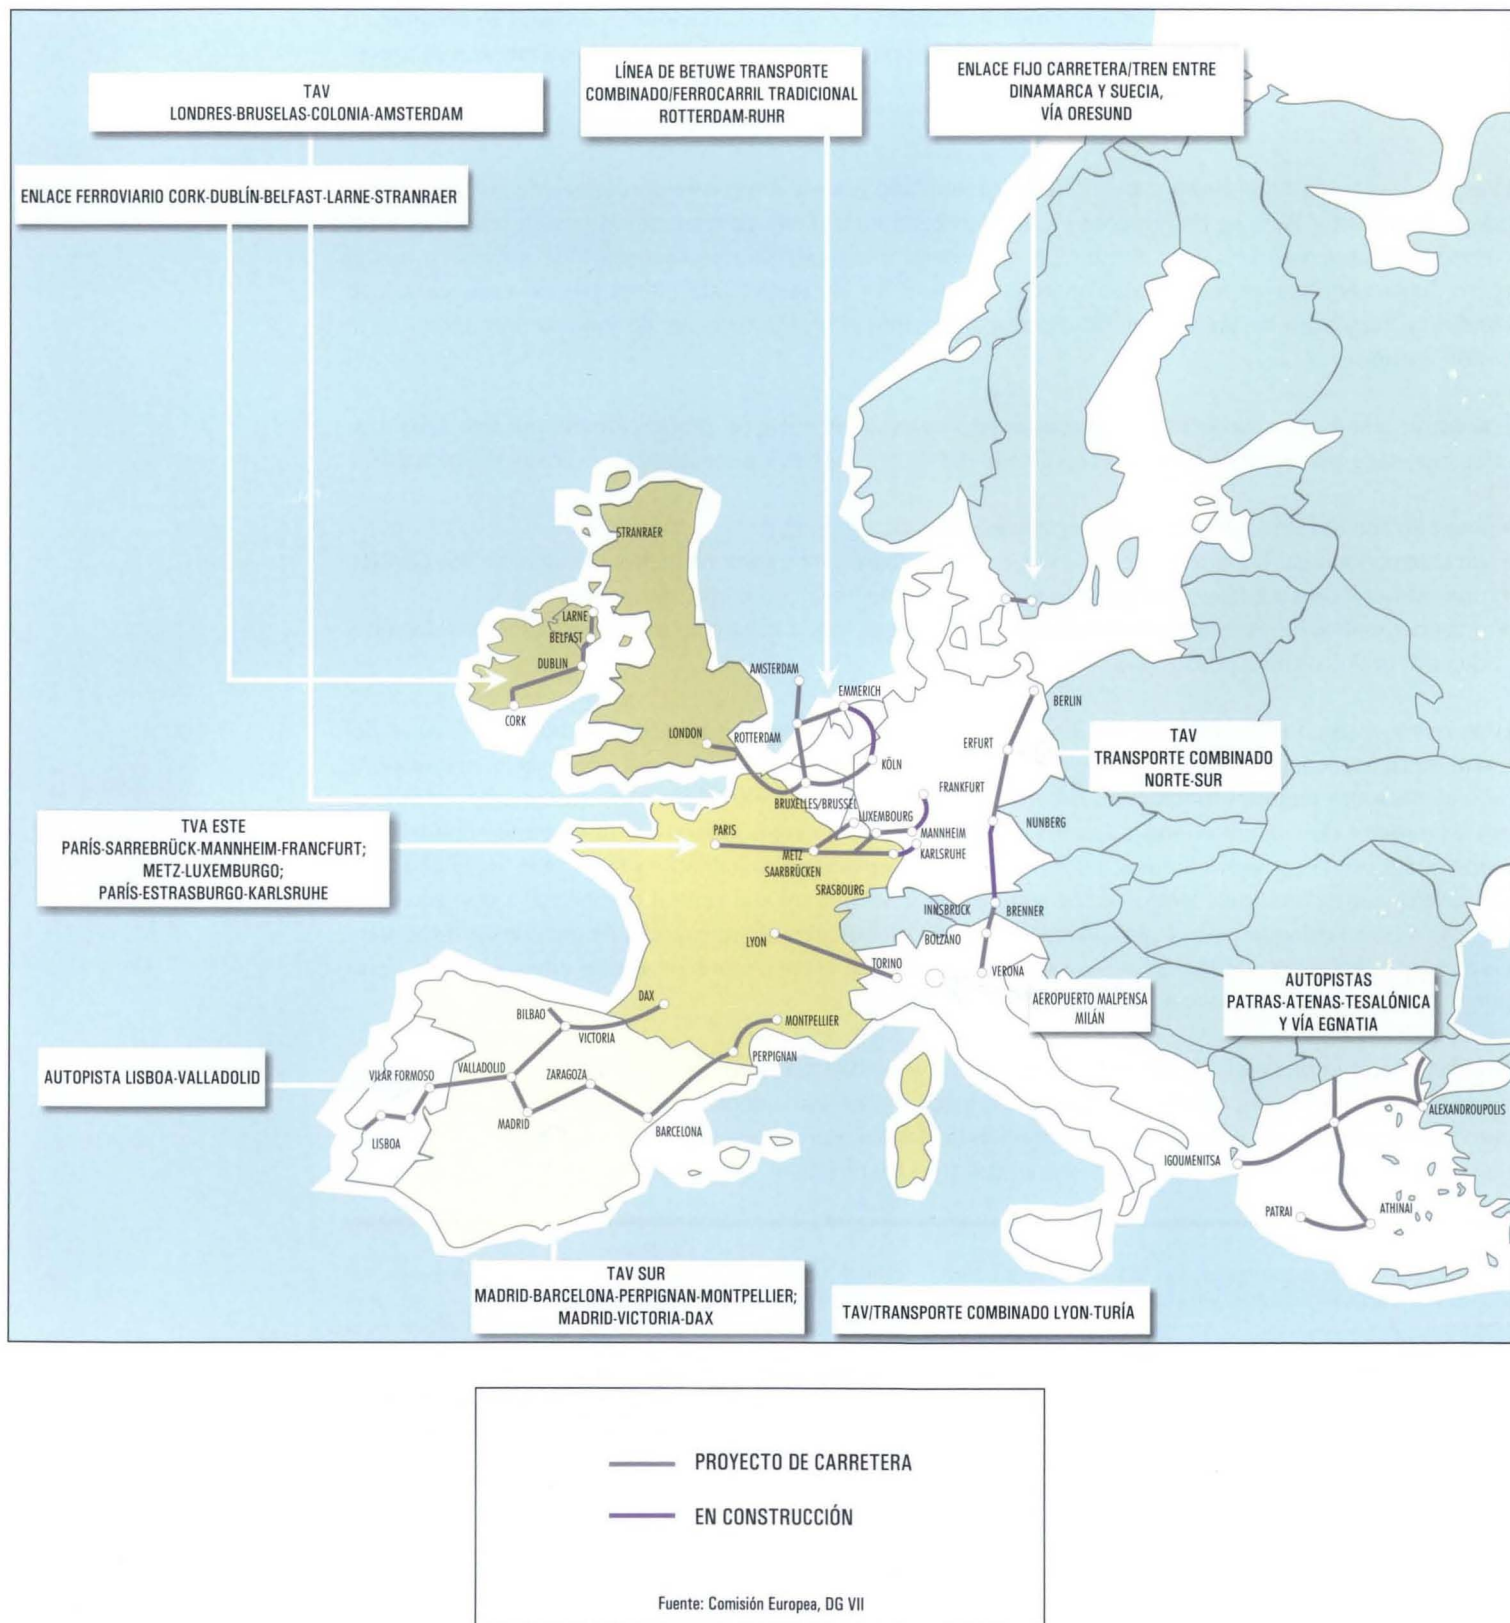 TAV
LONDRES-BRUSELAS-COLONIA-AMSTERDAM
LÍNEA DE BETUWE TRANSPORTE
COMBINADO/FERROCARRIL TRADICIONAL
ROTTERDAM-RUHR
ENLACE FIJO CARRETERA/TREN ENTRE
DINAMARCA Y SUECIA,
VÍA ORESUND
ENLACE FERROVIARIO CORK-DUBLÍN-BELFAST-LARNE-STRANRAER
STRANRAER
LARNE
BELFAST
DUBLIN
CORK
LONDON
AMSTERDAM
EMMERICH
ROTTERDAM
KÖLN
BRUXELLES/BRUSSEL
BERLIN
ERFURT
TAV
TRANSPORTE COMBINADO
NORTE-SUR
FRANKFURT
LUXEMBOURG
NUNBERG
MANNHEIM
KARLSRUHE
TVA ESTE
PARÍS-SARREBRÜCK-MANNHEIM-FRANCFURT;
METZ-LUXEMBURGO;
PARÍS-ESTRASBURGO-KARLSRUHE
PARIS
METZ
SAARBRÜCKEN
SRASBOURG
INNSBRUCK
BRENNER
BOLZANO
LYON
TORINO
VERONA
AEROPUERTO MALPENSA
MILÁN
AUTOPISTAS
PATRAS-ATENAS-TESALÓNICA
Y VÍA EGNATIA
DAX
BILBAO
VICTORIA
MONTPELLIER
PERPIGNAN
AUTOPISTA LISBOA-VALLADOLID
VILAR FORMOSO
VALLADOLID
ZARAGOZA
MADRID
BARCELONA
LISBOA
ALEXANDROUPOLIS
IGOUMENITSA
PATRAI
ATHINAI
TAV SUR
MADRID-BARCELONA-PERPIGNAN-MONTPELLIER;
MADRID-VICTORIA-DAX
TAV/TRANSPORTE COMBINADO LYON-TURÍA
PROYECTO DE CARRETERA
EN CONSTRUCCIÓN
Fuente: Comisión Europea, DG VII